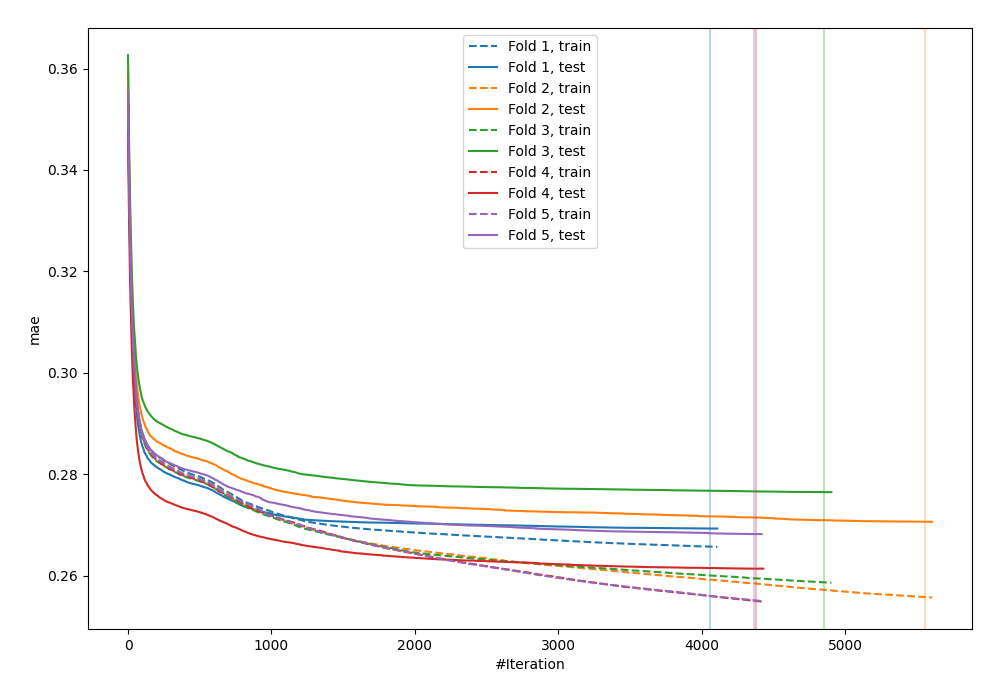 0.36
0.34
0.32
0.30
0.28
0.26
mae
Fold 1, train
Fold 1, test
Fold 2, train
Fold 2, test
Fold 3, train
Fold 3, test
Fold 4, train
Fold 4, test
Fold 5, train
Fold 5, test
0 1000 2000 3000 4000 5000
#Iteration